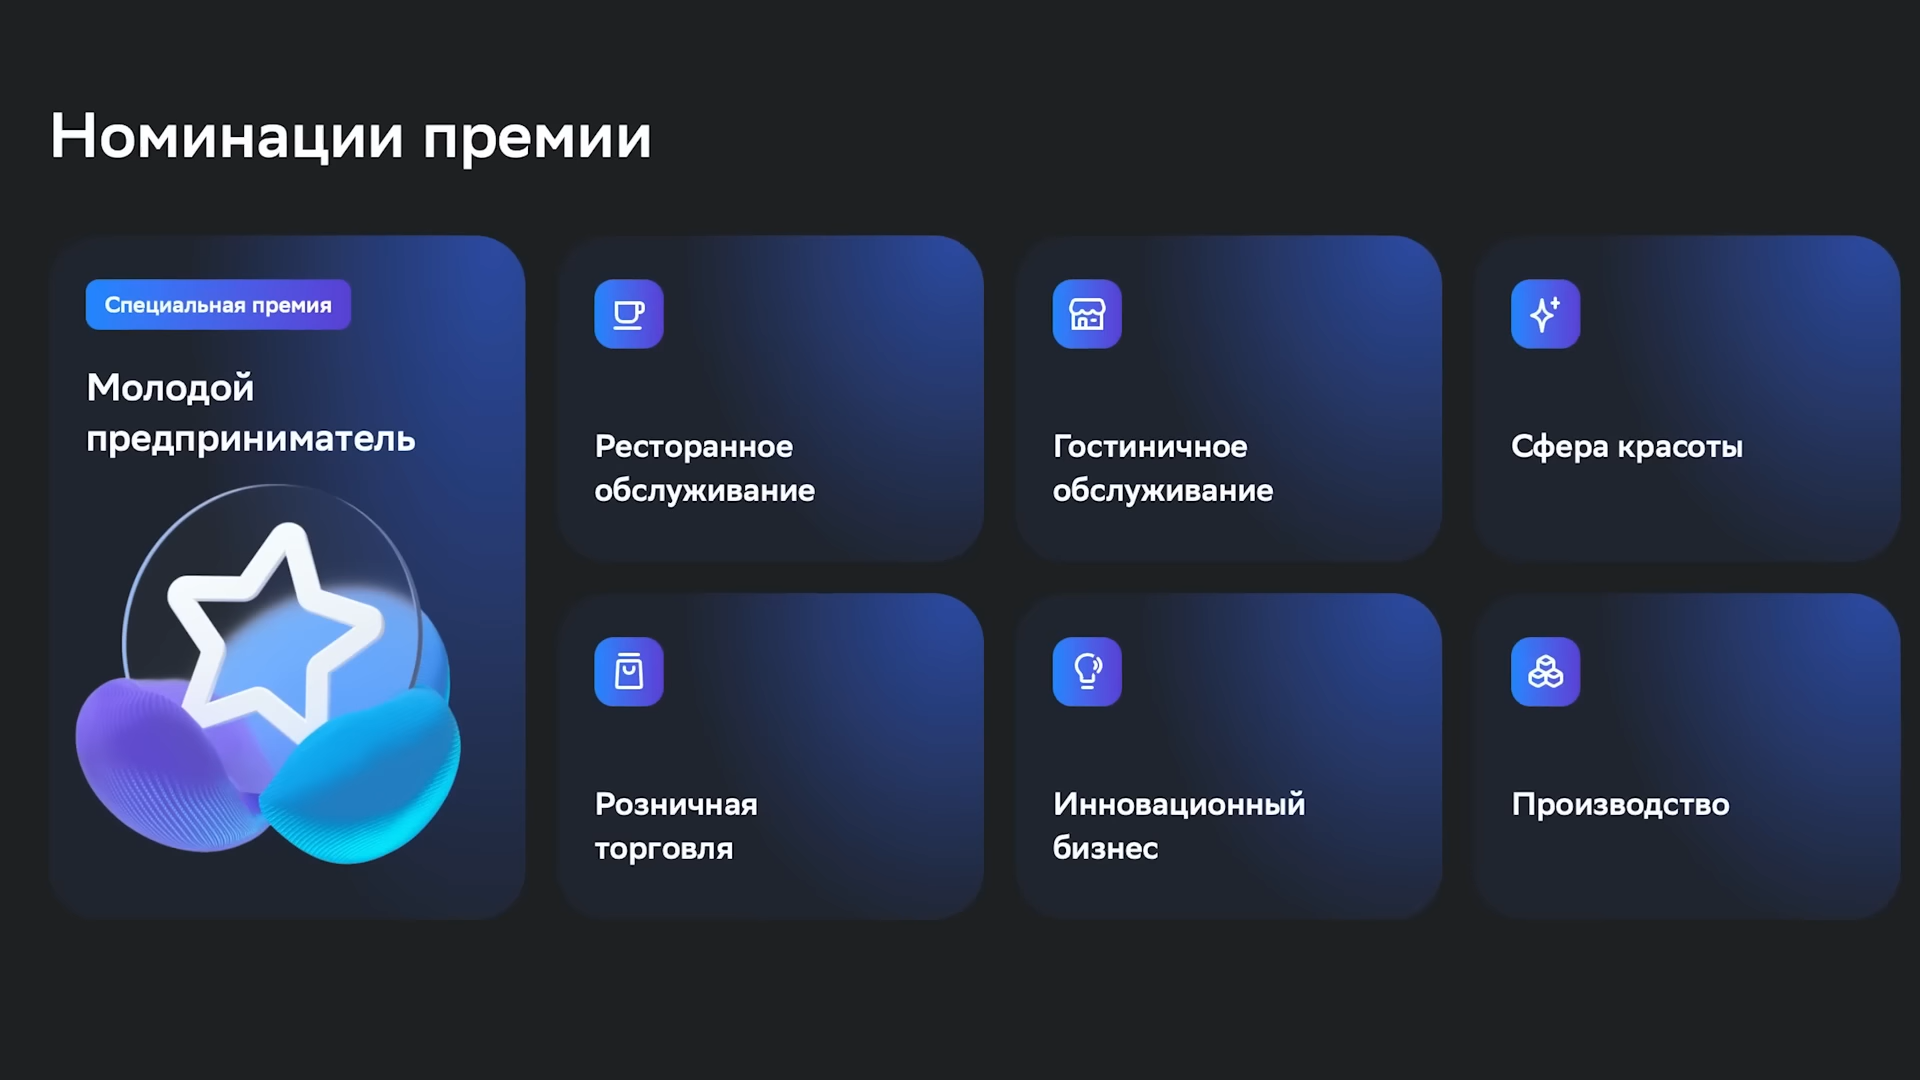 Номинации премии
Специальная премия
Молодой
предприниматель
Ресторанное
обслуживание
Гостиничное
обслуживание
Сфера красоты
Розничная
торговля
Инновационный
бизнес
Производство